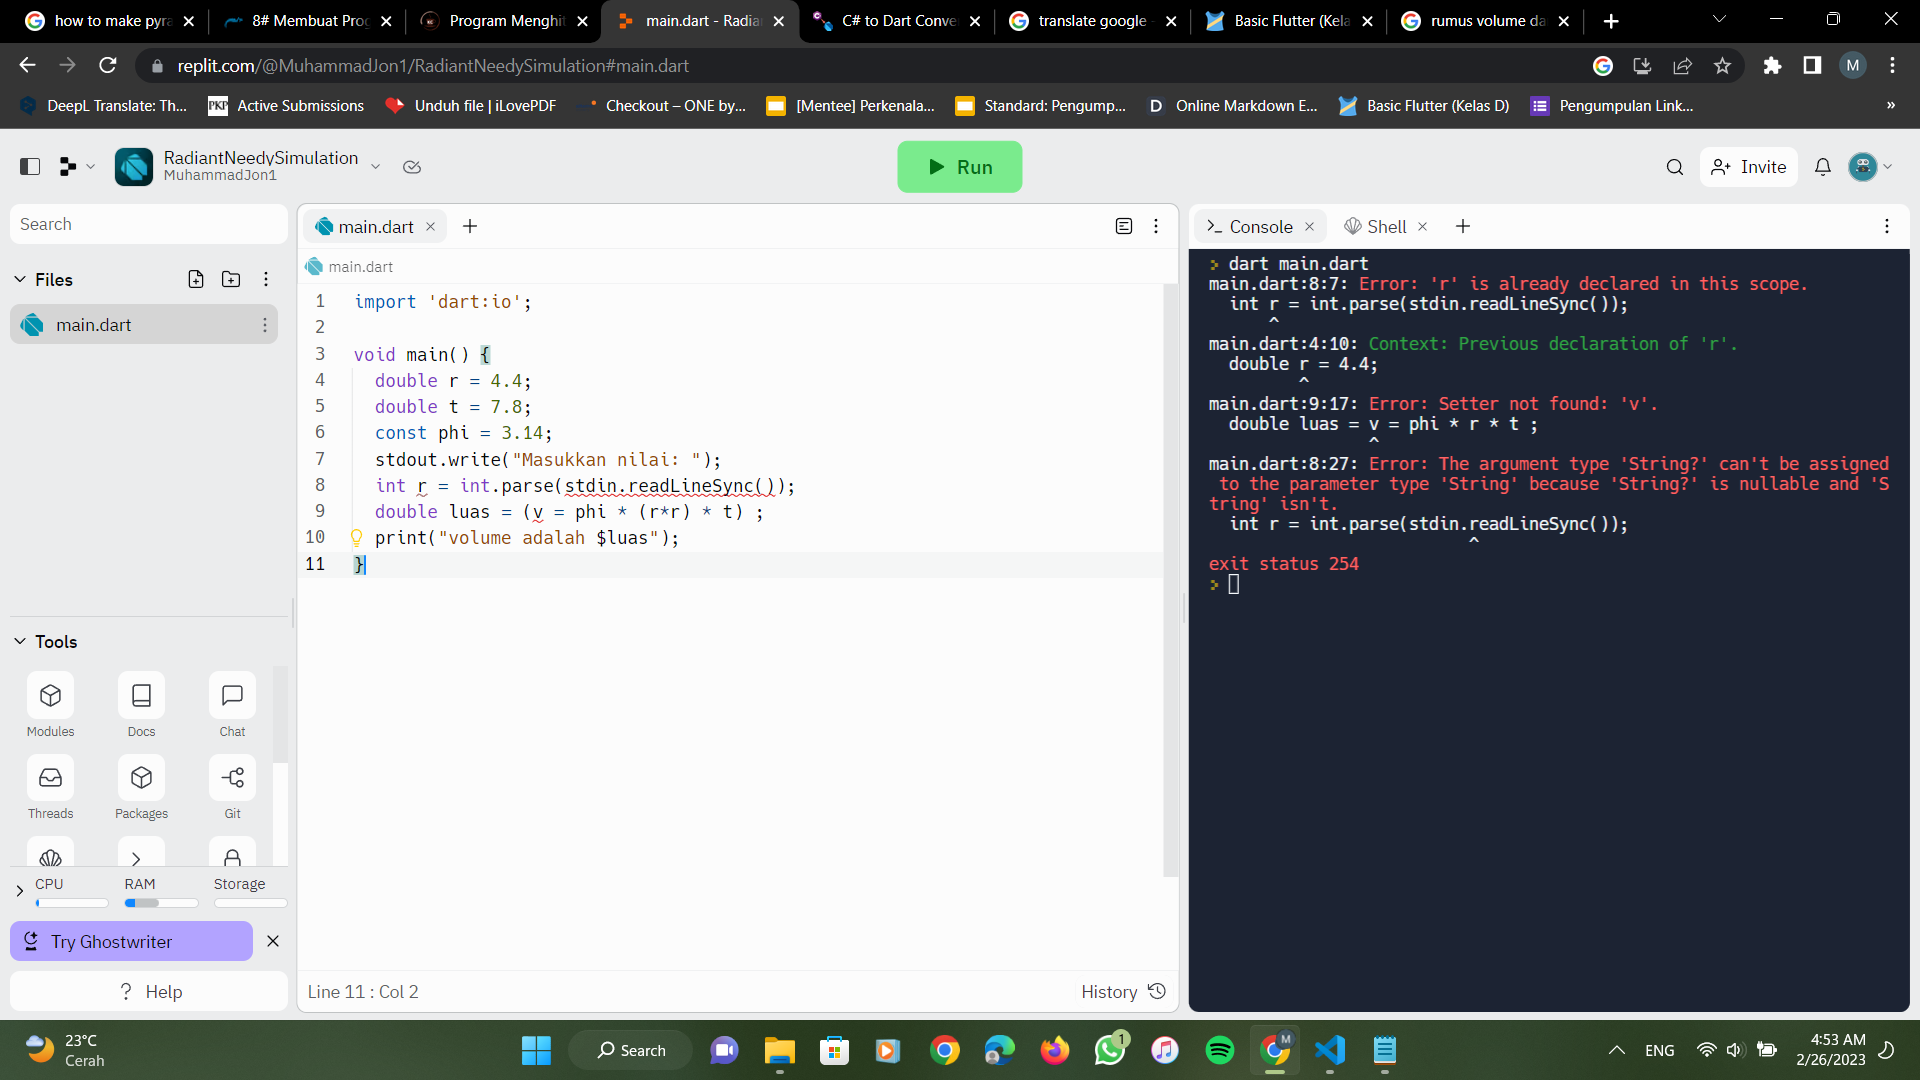 how to make pyra
8# Membuat Prog
Program Menghit
main.dart - Radia
C# to Dart Conve
translate google -
Basic Flutter (Kela
rumus volume da
replit.com/@MuhammadJon1/RadiantNeedySimulation#main.dart
M
DeepL Translate: Th...
PKP Active Submissions
Unduh file | iLovePDF
Checkout – ONE by...
[Mentee] Perkenala...
Standard: Pengump...
D Online Markdown E...
Basic Flutter (Kelas D)
Pengumpulan Link...
»
RadiantNeedySimulation
MuhammadJon1
Run
Invite
Search
Files
main.dart
Tools
Modules
Docs
Chat
Threads
Packages
Git
CPU
RAM
Storage
Try Ghostwriter
? Help
main.dart
main.dart
1 import 'dart:io';
2
3 void main() {
4 double r = 4.4;
5 double t = 7.8;
6 const phi = 3.14;
7 stdout.write("Masukkan nilai: ");
8 int r = int.parse(stdin.readLineSync());
9 double luas = (v = phi * (r*r) * t) ;
10 print("volume adalah $luas");
11 }
Line 11 : Col 2
History
Console
Shell
> dart main.dart
main.dart:8:7: Error: 'r' is already declared in this scope.
int r = int.parse(stdin.readLineSync());
^
main.dart:4:10: Context: Previous declaration of 'r'.
double r = 4.4;
^
main.dart:9:17: Error: Setter not found: 'v'.
double luas = v = phi * r * t ;
^
main.dart:8:27: Error: The argument type 'String?' can't be assigned
to the parameter type 'String' because 'String?' is nullable and 'S
tring' isn't.
int r = int.parse(stdin.readLineSync());
^
exit status 254
>
23°C
Cerah
Search
1
M
ENG
4:53 AM
2/26/2023